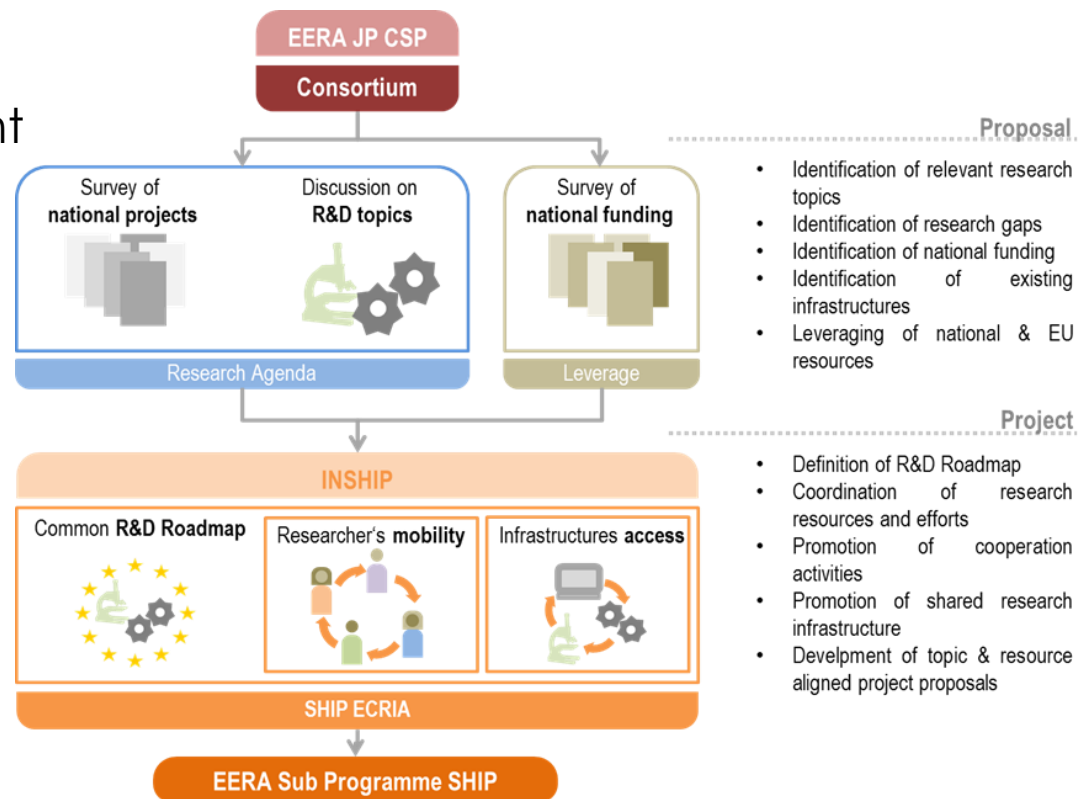 EERA JP CSP
Consortium
nt
Proposal
Survey of
national projects
Discussion on
R&D topics
Survey of
national funding
Research Agenda
Leverage
• Identification of relevant research
topics
• Identification of research gaps
• Identification of national funding
• Identification of existing
infrastructures
• Leveraging of national & EU
resources
Project
INSHIP
Common R&D Roadmap
Researcher's mobility
Infrastructures access
SHIP ECRIA
EERA Sub Programme SHIP
• Definition of R&D Roadmap
• Coordination of research
resources and efforts
• Promotion of cooperation
activities
• Promotion of shared research
infrastructure
• Develpment of topic & resource
aligned project proposals